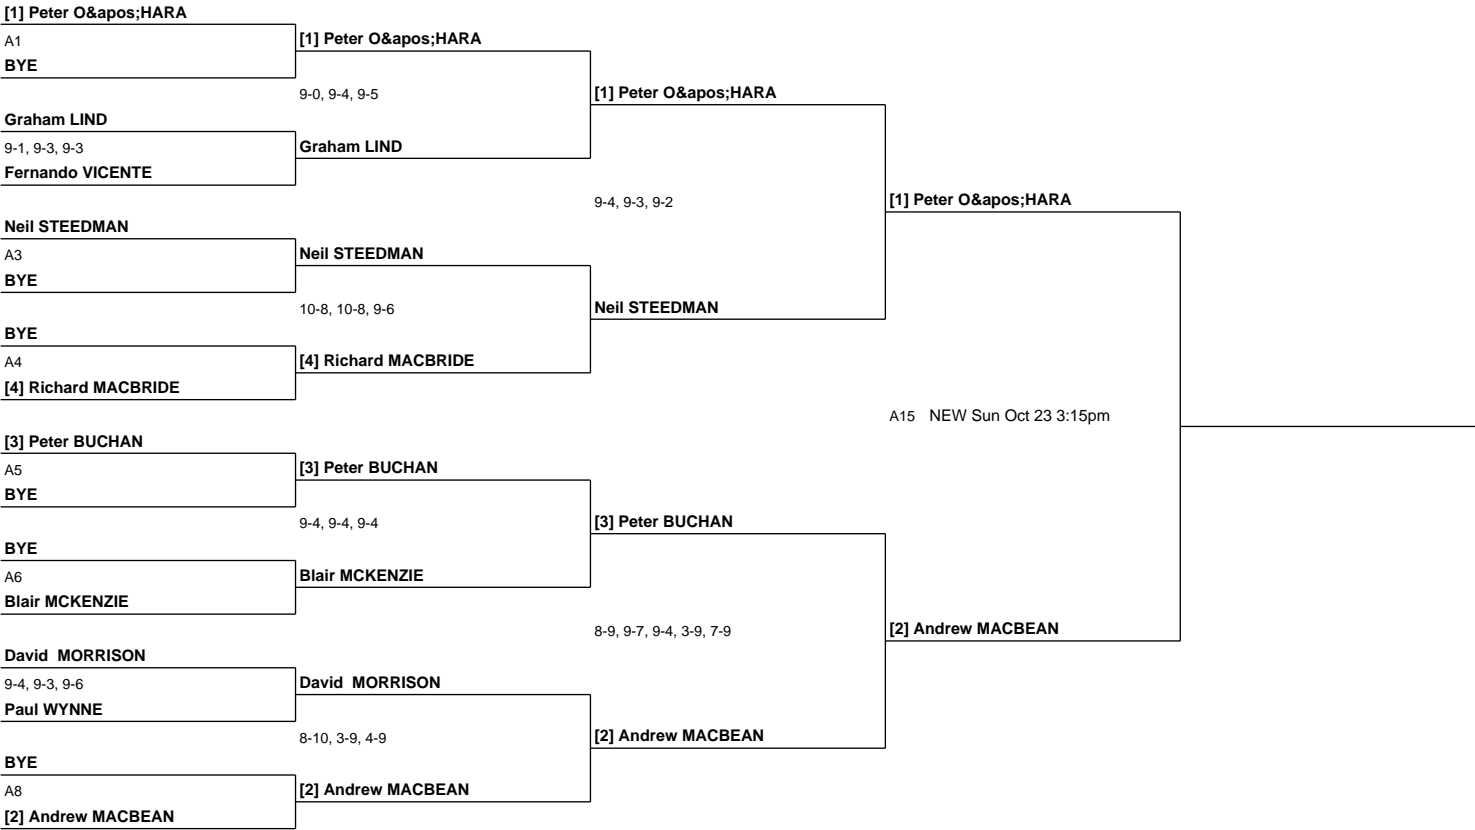 [1] Peter O&apos;HARA
A1
BYE
Graham LIND
9-1, 9-3, 9-3
Fernando VICENTE
Neil STEEDMAN
A3
BYE
BYE
A4
[4] Richard MACBRIDE
[3] Peter BUCHAN
A5
BYE
BYE
A6
Blair MCKENZIE
David  MORRISON
9-4, 9-3, 9-6
Paul WYNNE
BYE
A8
[2] Andrew MACBEAN
[1] Peter O&apos;HARA
9-0, 9-4, 9-5
Graham LIND
Neil STEEDMAN
10-8, 10-8, 9-6
[4] Richard MACBRIDE
[3] Peter BUCHAN
9-4, 9-4, 9-4
Blair MCKENZIE
David  MORRISON
8-10, 3-9, 4-9
[2] Andrew MACBEAN
[1] Peter O&apos;HARA
9-4, 9-3, 9-2
Neil STEEDMAN
[3] Peter BUCHAN
8-9, 9-7, 9-4, 3-9, 7-9
[2] Andrew MACBEAN
[1] Peter O&apos;HARA
A15 NEW Sun Oct 23 3:15pm
[2] Andrew MACBEAN